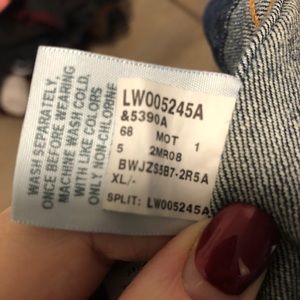 WASH SEPARATELY,
ONCE BEFORE WEARING
MACHINE WASH COLD,
WITH LIKE COLORS
ONLY NON-CHLORINE
LW005245A
&5390A
68 MOT 1
5 2MR08
BWJZS5B7-2R5A
XL/-
SPLIT: LW005245A